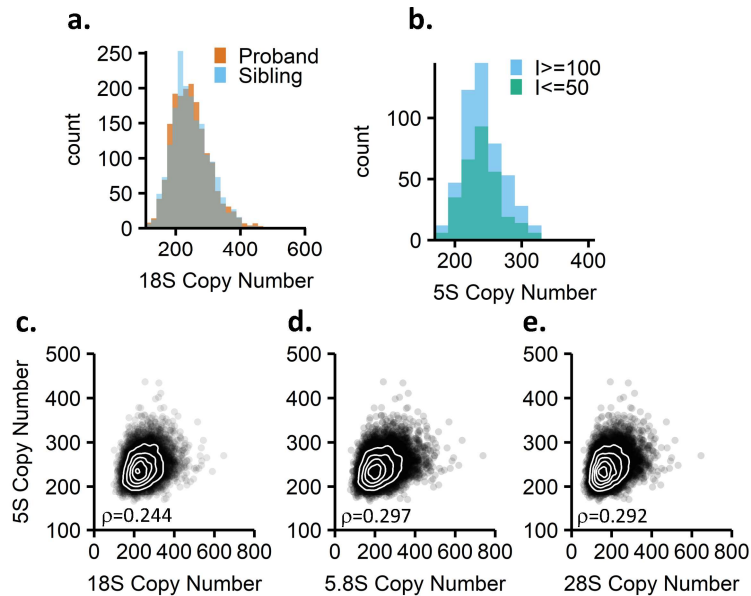 a.
Proband
Sibling
count
250
200
150
100
50
0
200
400
600
18S Copy Number
b.
I>=100
I<=50
count
100
50
0
200
300
400
5S Copy Number
c.
5S Copy Number
500
400
300
200
100
ρ=0.244
0 200 400 600 800
18S Copy Number
d.
500
400
300
200
100
ρ=0.297
0 200 400 600 800
5.8S Copy Number
e.
500
400
300
200
100
ρ=0.292
0 200 400 600 800
28S Copy Number